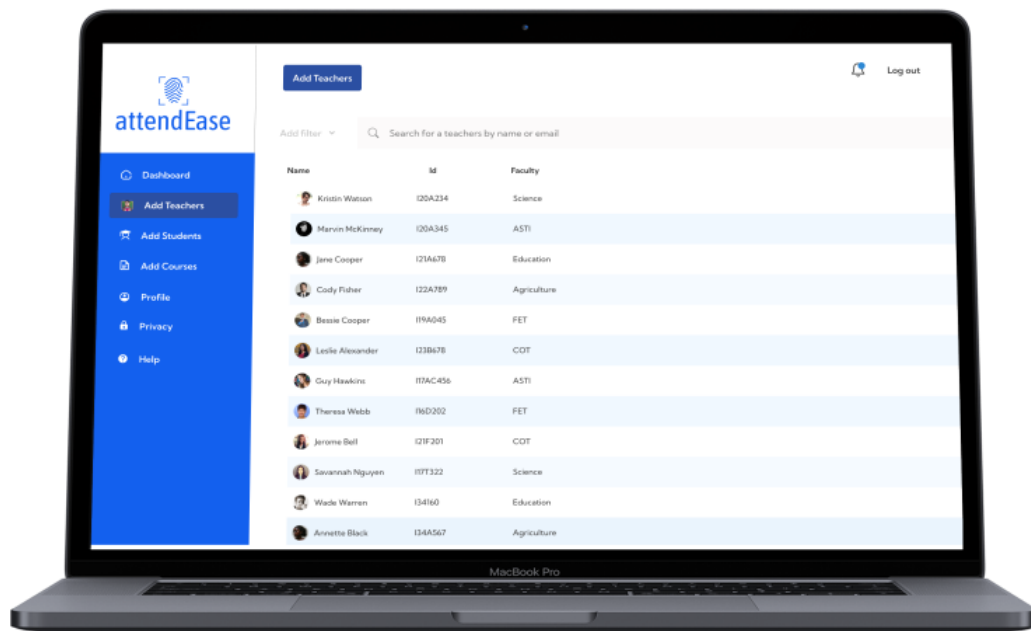 attendEase
Dashboard
Add Teachers
Add Students
Add Courses
Profile
Privacy
Help
Add Teachers
Log out
Add filter
Search for a teachers by name or email
Name Id Faculty
Kristin Watson I20A234 Science
Marvin McKinney I20A345 ASTI
Jane Cooper I21A678 Education
Cody Fisher I22A789 Agriculture
Bessie Cooper I19A045 FET
Leslie Alexander I23B678 COT
Guy Hawkins I17AC456 ASTI
Theresa Webb I16D202 FET
Jerome Bell I21F201 COT
Savannah Nguyen I17T322 Science
Wade Warren I34160 Education
Annette Black I34A567 Agriculture
MacBook Pro